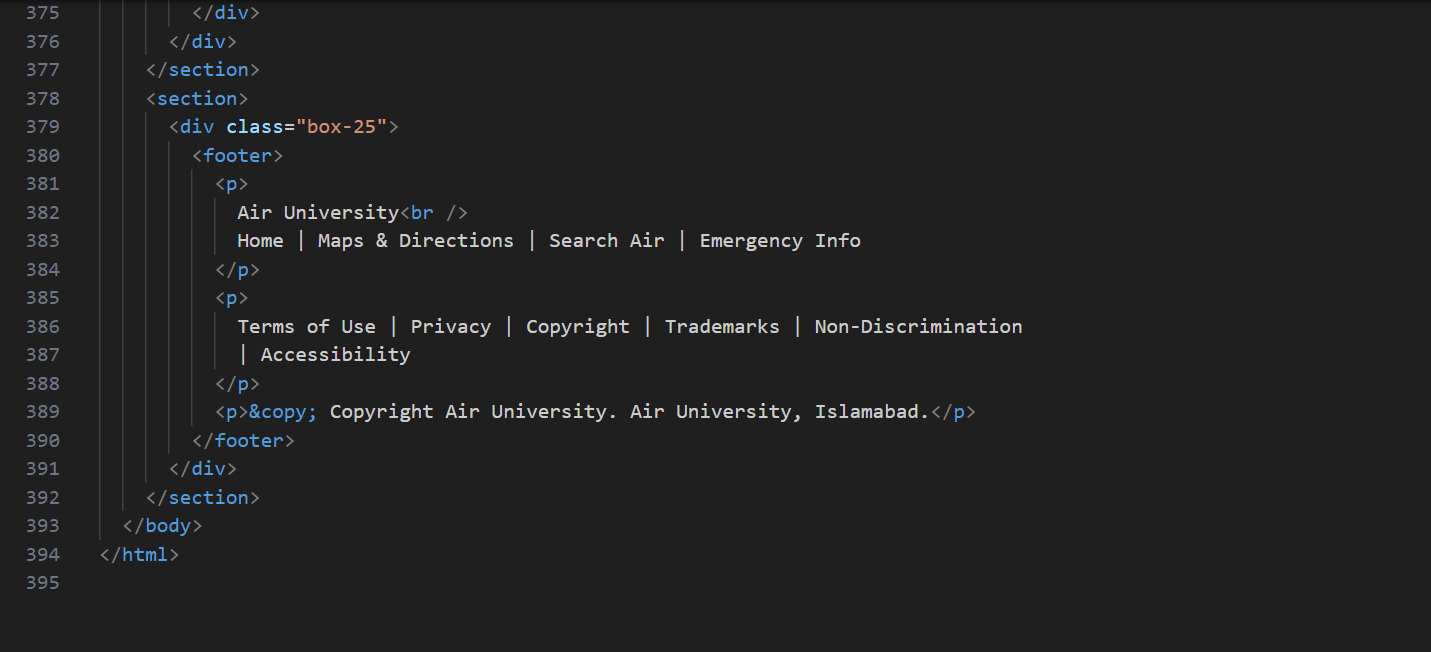 375         </div>
376       </div>
377     </section>
378     <section>
379       <div class="box-25">
380         <footer>
381           <p>
382             Air University<br />
383             Home | Maps & Directions | Search Air | Emergency Info
384           </p>
385           <p>
386             Terms of Use | Privacy | Copyright | Trademarks | Non-Discrimination
387             | Accessibility
388           </p>
389           <p>&copy; Copyright Air University. Air University, Islamabad.</p>
390         </footer>
391       </div>
392     </section>
393   </body>
394 </html>
395